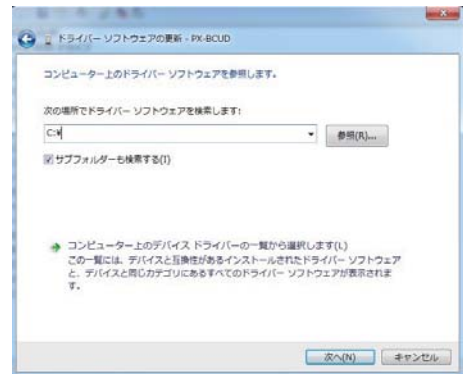 ドライバー ソフトウェアの更新 - PX-BCUD
コンピューター上のドライバー ソフトウェアを参照します。
次の場所でドライバー ソフトウェアを検索します:
C:¥
参照(R)...
サブフォルダーも検索する(I)
コンピューター上のデバイス ドライバーの一覧から選択します(L)
この一覧には、デバイスと互換性があるインストールされたドライバー ソフトウェア
と、デバイスと同じカテゴリにあるすべてのドライバー ソフトウェアが表示されま
す。
次へ(N)
キャンセル